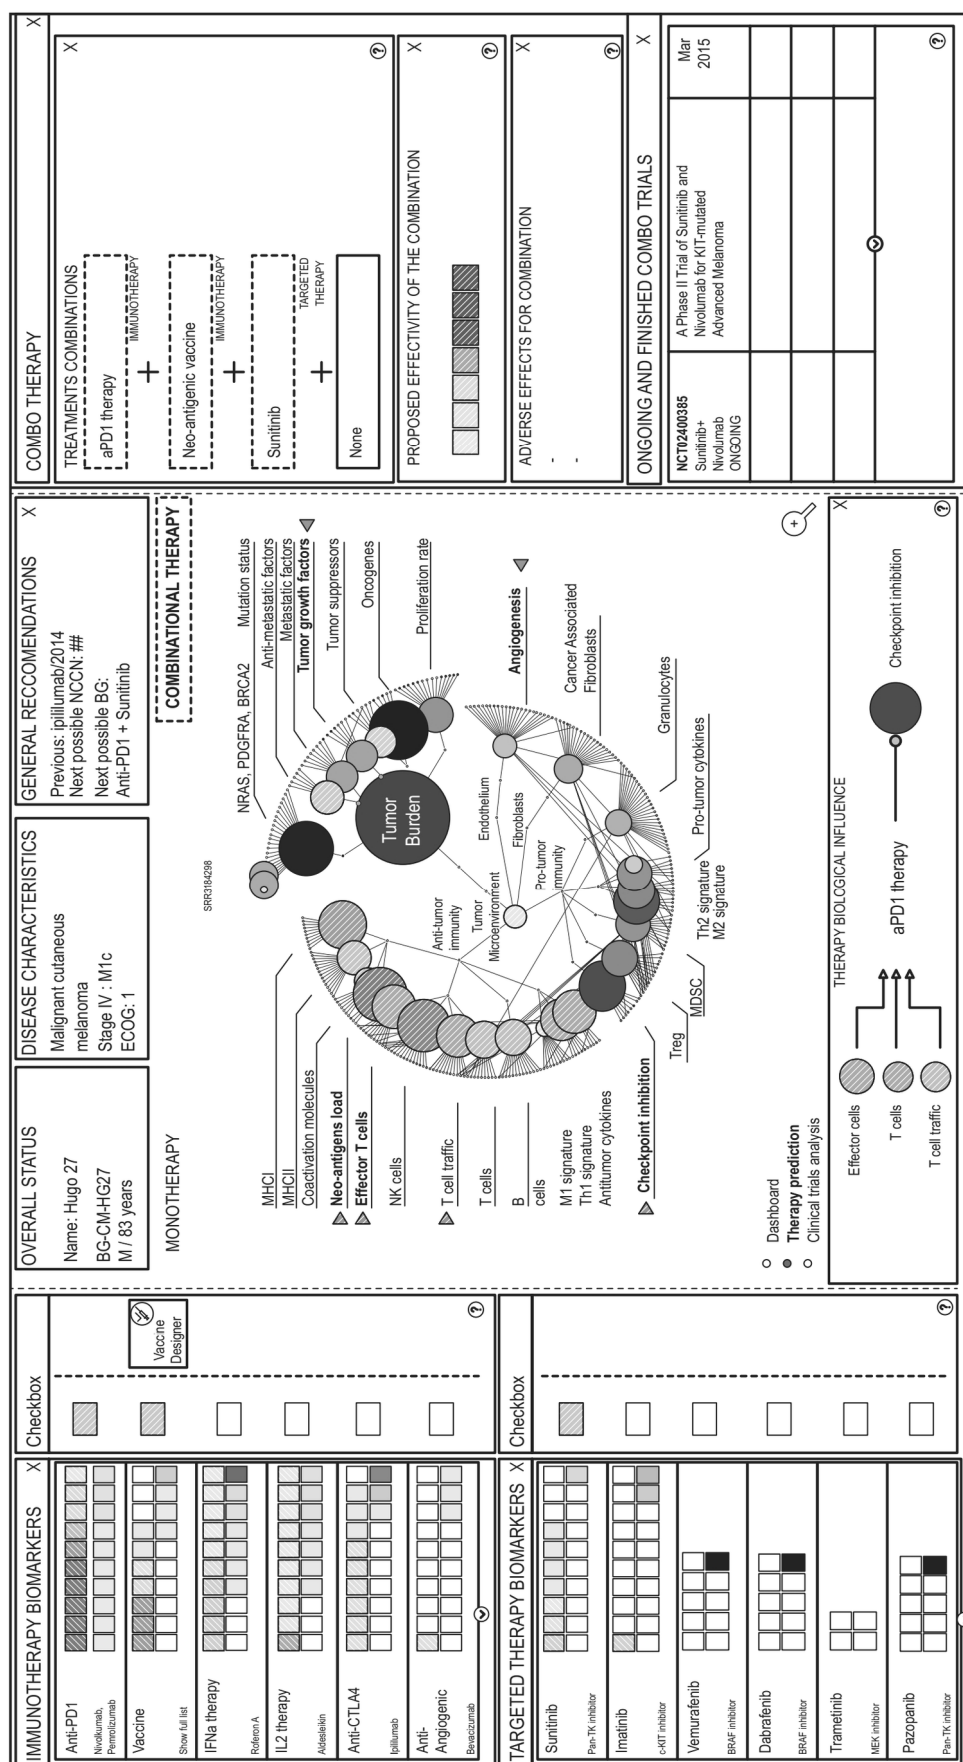 IMMUNOTHERAPY BIOMARKERS X
Checkbox
Anti-PD1
Nivolkumab,
Pemrolizumab
Vaccine
Show full list
Vaccne
Designer
IFNa therapy
Roferon A
IL2 therapy
Aldesleikin
Anti-CTLA4
Ipililumab
Anti-
Angiogenic
Bevacizumab
?
TARGETED THERAPY BIOMARKERS X
Checkbox
Sunitinib
Pan-TK inhibitor
Imatinib
c-KIT inhibitor
Vemurafenib
BRAF inhibitor
Dabrafenib
BRAF inhibitor
Trametinib
MEK inhibitor
Pazopanib
Pan-TK inhibitor
?
OVERALL STATUS
Name: Hugo 27
BG-CM-HG27
M / 83 years
DISEASE CHARACTERISTICS
Malignant cutaneous
melanoma
Stage IV : M1c
ECOG: 1
GENERAL RECCOMENDATIONS X
Previous: ipililumab/2014
Next possible NCCN: ##
Next possible BG:
Anti-PD1 + Sunitinib
MONOTHERAPY
COMBINATIONAL THERAPY
SRR3184298
NRAS, PDGFRA, BRCA2
Mutation status
Anti-metastatic factors
Metastatic factors
Tumor growth factors
Tumor suppressors
Oncogenes
Proliferation rate
Angiogenesis
Cancer Associated
Fibroblasts
Granulocytes
Pro-tumor cytokines
Th2 signature
M2 signature
MDSC
Treg
MHCI
MHCII
Coactivation molecules
Neo-antigens load
Effector T cells
NK cells
T cell traffic
T cells
B
cells
M1 signature
Th1 signature
Antitumor cytokines
Checkpoint inhibition
Tumor
Burden
Anti-tumor
immunity
Tumor
Microenvironment
Endothelium
Fibroblasts
Pro-tumor
immunity
+
Dashboard
Therapy prediction
Clinical trials analysis
THERAPY BIOLCGICAL INFLUENCE X
Effector cells
T cells
T cell traffic
aPD1 therapy
Checkpoint inhibition
?
COMBO THERAPY X
TREATMENTS COMBINATIONS X
aPD1 therapy
IMMUNOTHERAPY
+
Neo-antigenic vaccine
IMMUNOTHERAPY
+
Sunitinib
TARGETED
THERAPY
+
None
?
PROPOSED EFFECTIVITY OF THE COMBINATION X
?
ADVERSE EFFECTS FOR COMBINATION X
-
-
ONGOING AND FINISHED COMBO TRIALS X
NCT02400385
Sunitinib+
Nivolumab
ONGOING
A Phase II Trial of Sunitinib and
Nivolumab for KIT-mutated
Advanced Melanoma
Mar
2015
?